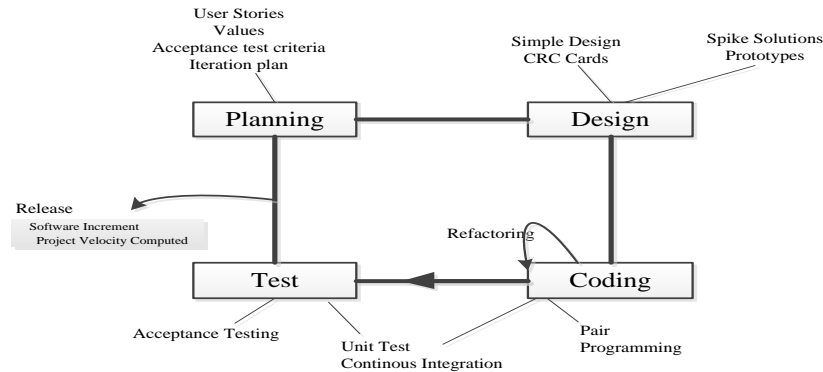 User Stories
Values
Acceptance test criteria
Iteration plan
Simple Design
CRC Cards
Spike Solutions
Prototypes
Planning
Design
Release
Software Increment
Project Velocity Computed
Refactoring
Test
Coding
Acceptance Testing
Unit Test
Continous Integration
Pair
Programming